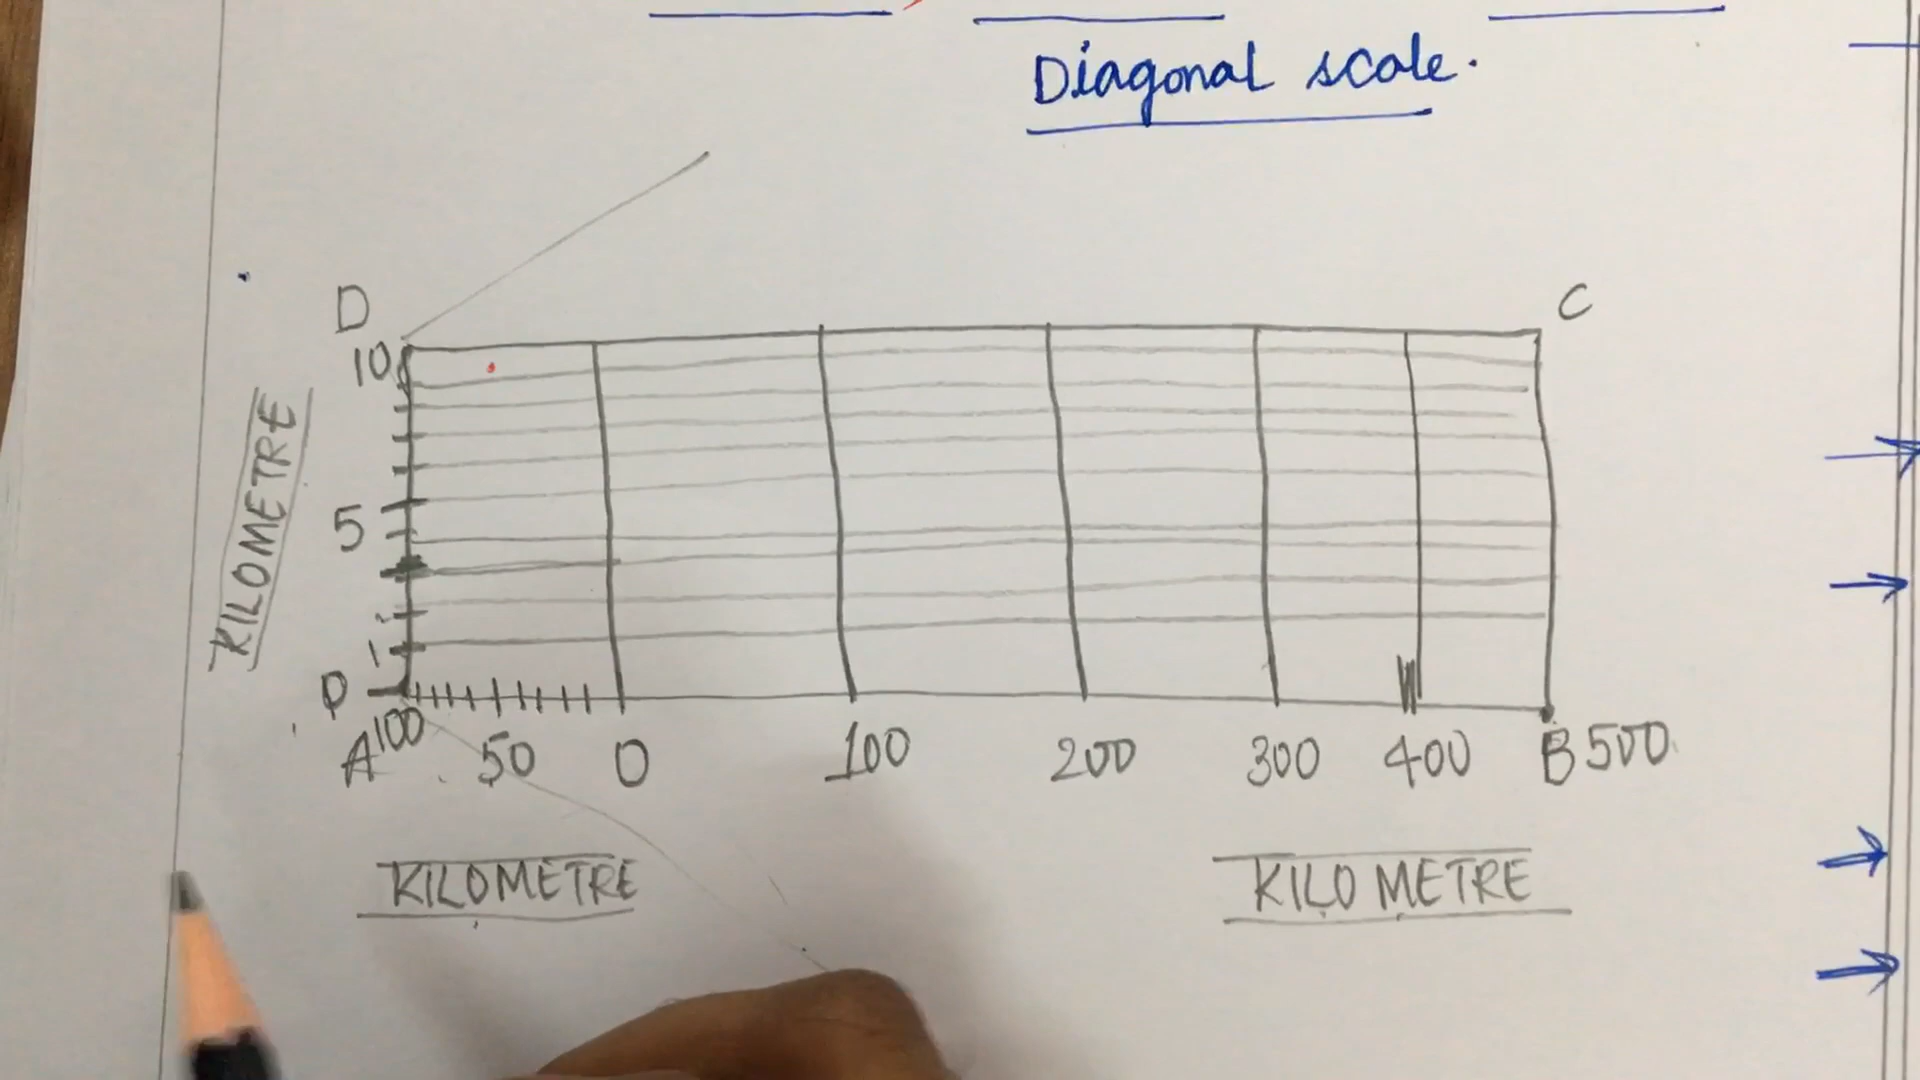 Diagonal scale.
D
C
10
KILOMETRE
5
1
0
100
A
50
0
100
200
300
400
B 500
KILOMETRE
KILOMETRE